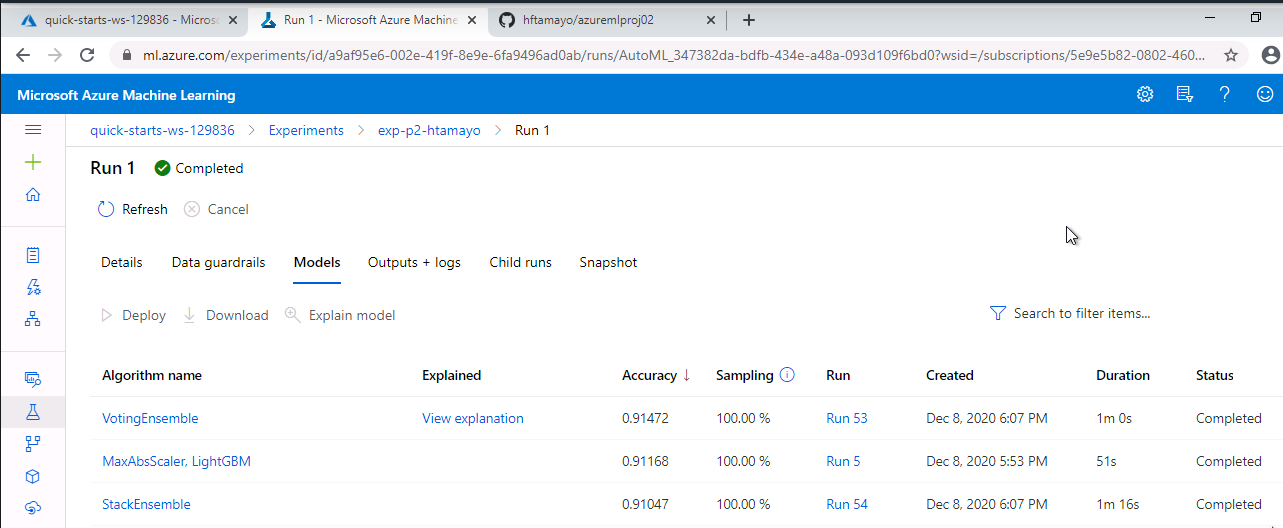 quick-starts-ws-129836 - Microso
Run 1 - Microsoft Azure Machine
hftamayo/azuremlproj02
ml.azure.com/experiments/id/a9af95e6-002e-419f-8e9e-6fa9496ad0ab/runs/AutoML_347382da-bdfb-434e-a48a-093d109f6bd0?wsid=/subscriptions/5e9e5b82-0802-460...
Microsoft Azure Machine Learning
quick-starts-ws-129836 > Experiments > exp-p2-htamayo > Run 1
Run 1 Completed
Refresh Cancel
Details Data guardrails Models Outputs + logs Child runs Snapshot
Deploy Download Explain model Search to filter items...
Algorithm name Explained Accuracy ↓ Sampling Run Created Duration Status
VotingEnsemble View explanation 0.91472 100.00 % Run 53 Dec 8, 2020 6:07 PM 1m 0s Completed
MaxAbsScaler, LightGBM 0.91168 100.00 % Run 5 Dec 8, 2020 5:53 PM 51s Completed
StackEnsemble 0.91047 100.00 % Run 54 Dec 8, 2020 6:07 PM 1m 16s Completed